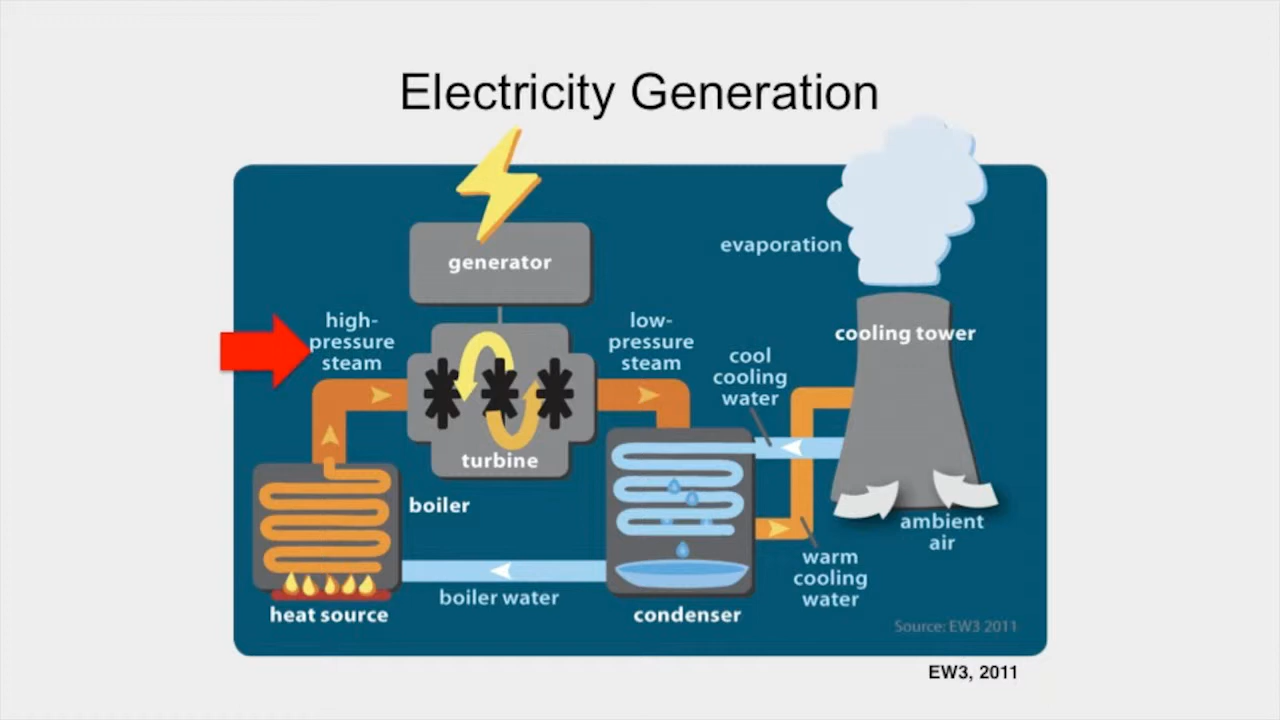 Electricity Generation
generator
evaporation
high-
pressure
steam
low-
pressure
steam
cooling tower
cool
cooling
water
turbine
boiler
ambient
air
warm
cooling
water
boiler water
heat source
condenser
Source: EW3 2011
EW3, 2011